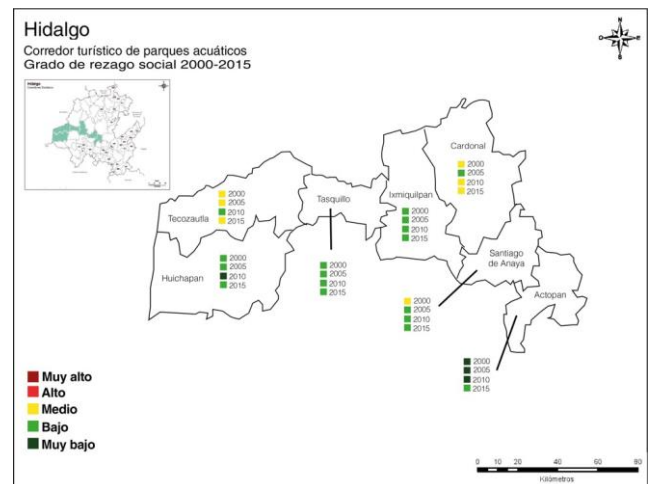 Hidalgo
Corredor turístico de parques acuáticos
Grado de rezago social 2000-2015
Hidalgo
N
O
E
S
Cardonal
2000
2005
2010
2015
Ixmiquilpan
2000
2005
2010
2015
Tasquillo
2000
2005
2010
2015
Tecozautla
2000
2005
2010
2015
Huichapan
2000
2005
2010
2015
Santiago
de Anaya
2000
2005
2010
2015
Actopan
2000
2005
2010
2015
Muy alto
Alto
Medio
Bajo
Muy bajo
0 10 20 40 60 80
Kilómetros